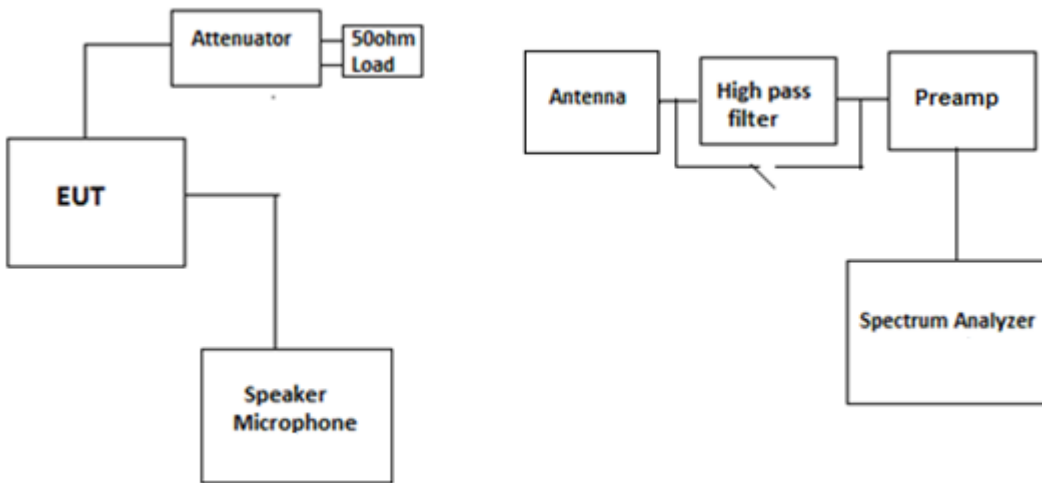 Attenuator
50ohm
Load
EUT
Speaker
Microphone
Antenna
High pass
filter
Preamp
Spectrum Analyzer